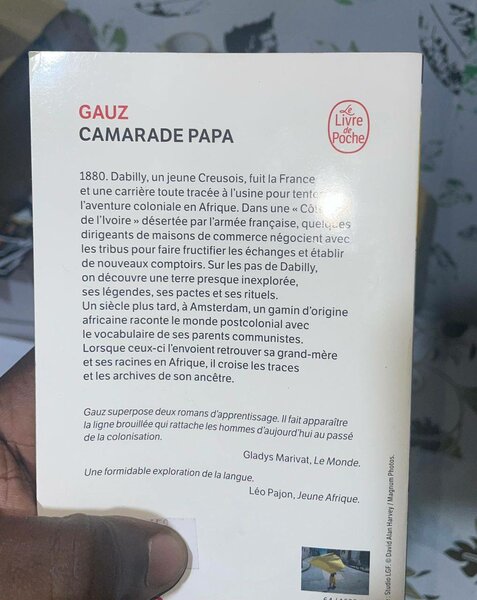 GAUZ
CAMARADE PAPA
Le
Livre
de
Poche
1880. Dabilly, un jeune Creusois, fuit la France
et une carrière toute tracée à l'usine pour tenter
l'aventure coloniale en Afrique. Dans une « Côte
de l'Ivoire » désertée par l'armée française, quelques
dirigeants de maisons de commerce négocient avec
les tribus pour faire fructifier les échanges et établir
de nouveaux comptoirs. Sur les pas de Dabilly,
on découvre une terre presque inexplorée,
ses légendes, ses pactes et ses rituels.
Un siècle plus tard, à Amsterdam, un gamin d'origine
africaine raconte le monde postcolonial avec
le vocabulaire de ses parents communistes.
Lorsque ceux-ci l'envoient retrouver sa grand-mère
et ses racines en Afrique, il croise les traces
et les archives de son ancêtre.
Gauz superpose deux romans d'apprentissage. Il fait apparaître
la ligne brouillée qui rattache les hommes d'aujourd'hui au passé
de la colonisation.
Gladys Marivat, Le Monde.
Une formidable exploration de la langue.
Léo Pajon, Jeune Afrique.
Studio LGF. © David Alan Harvey / Magnum Photos.